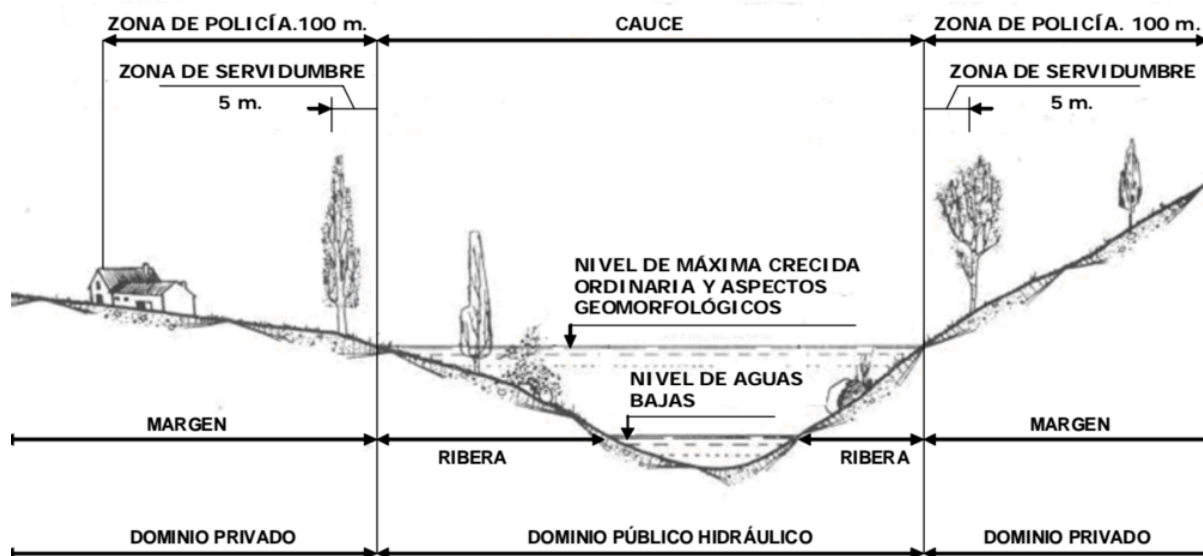 ZONA DE POLICÍA.100 m.
CAUCE
ZONA DE POLICÍA. 100 m.
ZONA DE SERVIDUMBRE
5 m.
ZONA DE SERVIDUMBRE
5 m.
NIVEL DE MÁXIMA CRECIDA
ORDINARIA Y ASPECTOS
GEOMORFOLÓGICOS
NIVEL DE AGUAS
BAJAS
MARGEN
RIBERA
RIBERA
MARGEN
DOMINIO PRIVADO
DOMINIO PÚBLICO HIDRÁULICO
DOMINIO PRIVADO